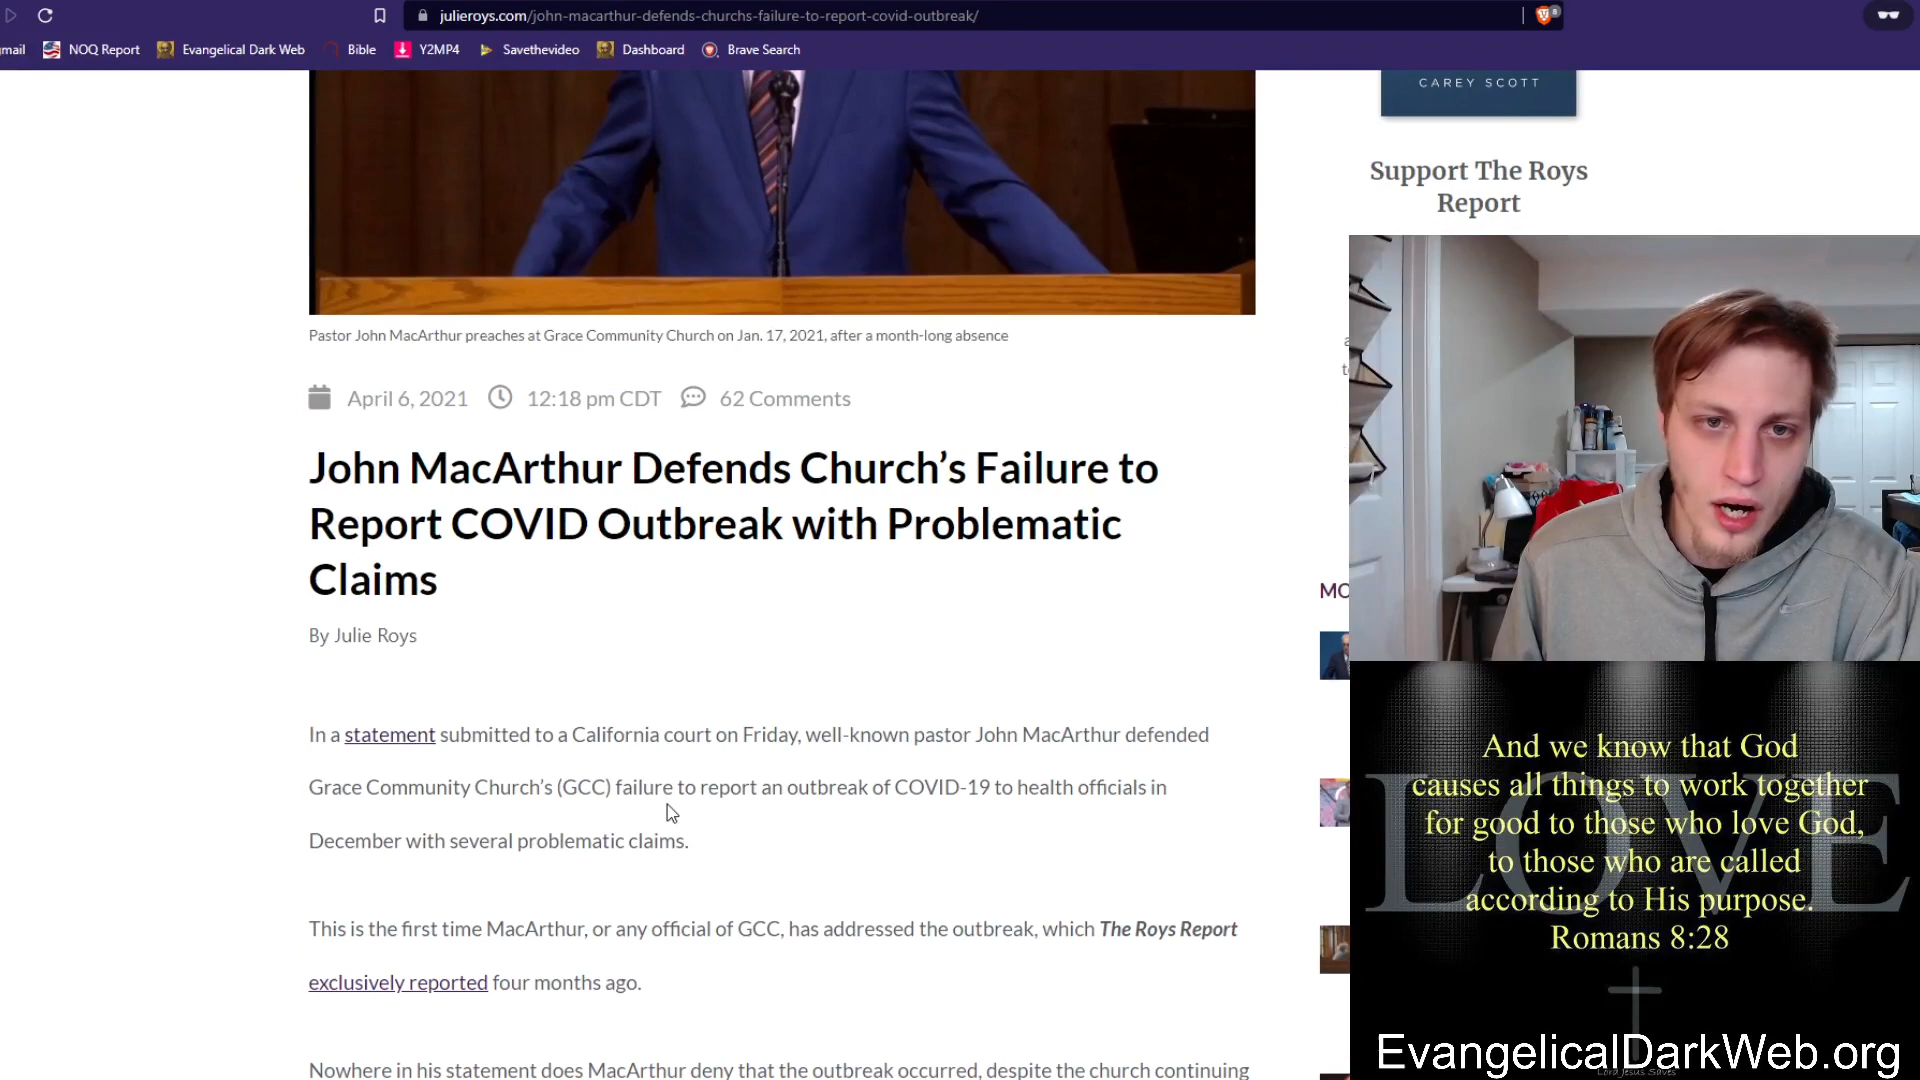 julieroys.com/john-macarthur-defends-churchs-failure-to-report-covid-outbreak/
8
mail NOQ Report Evangelical Dark Web Bible Y2MP4 Savethevideo Dashboard Brave Search
CAREY SCOTT
Support The Roys
Report
Pastor John MacArthur preaches at Grace Community Church on Jan. 17, 2021, after a month-long absence
April 6, 2021 12:18 pm CDT 62 Comments
John MacArthur Defends Church’s Failure to
Report COVID Outbreak with Problematic
Claims
By Julie Roys
In a statement submitted to a California court on Friday, well-known pastor John MacArthur defended
Grace Community Church’s (GCC) failure to report an outbreak of COVID-19 to health officials in
December with several problematic claims.
This is the first time MacArthur, or any official of GCC, has addressed the outbreak, which The Roys Report
exclusively reported four months ago.
Nowhere in his statement does MacArthur deny that the outbreak occurred, despite the church continuing
MO
LOVE
And we know that God
causes all things to work together
for good to those who love God,
to those who are called
according to His purpose.
Romans 8:28
EvangelicalDarkWeb.org
Lord Jesus Saves